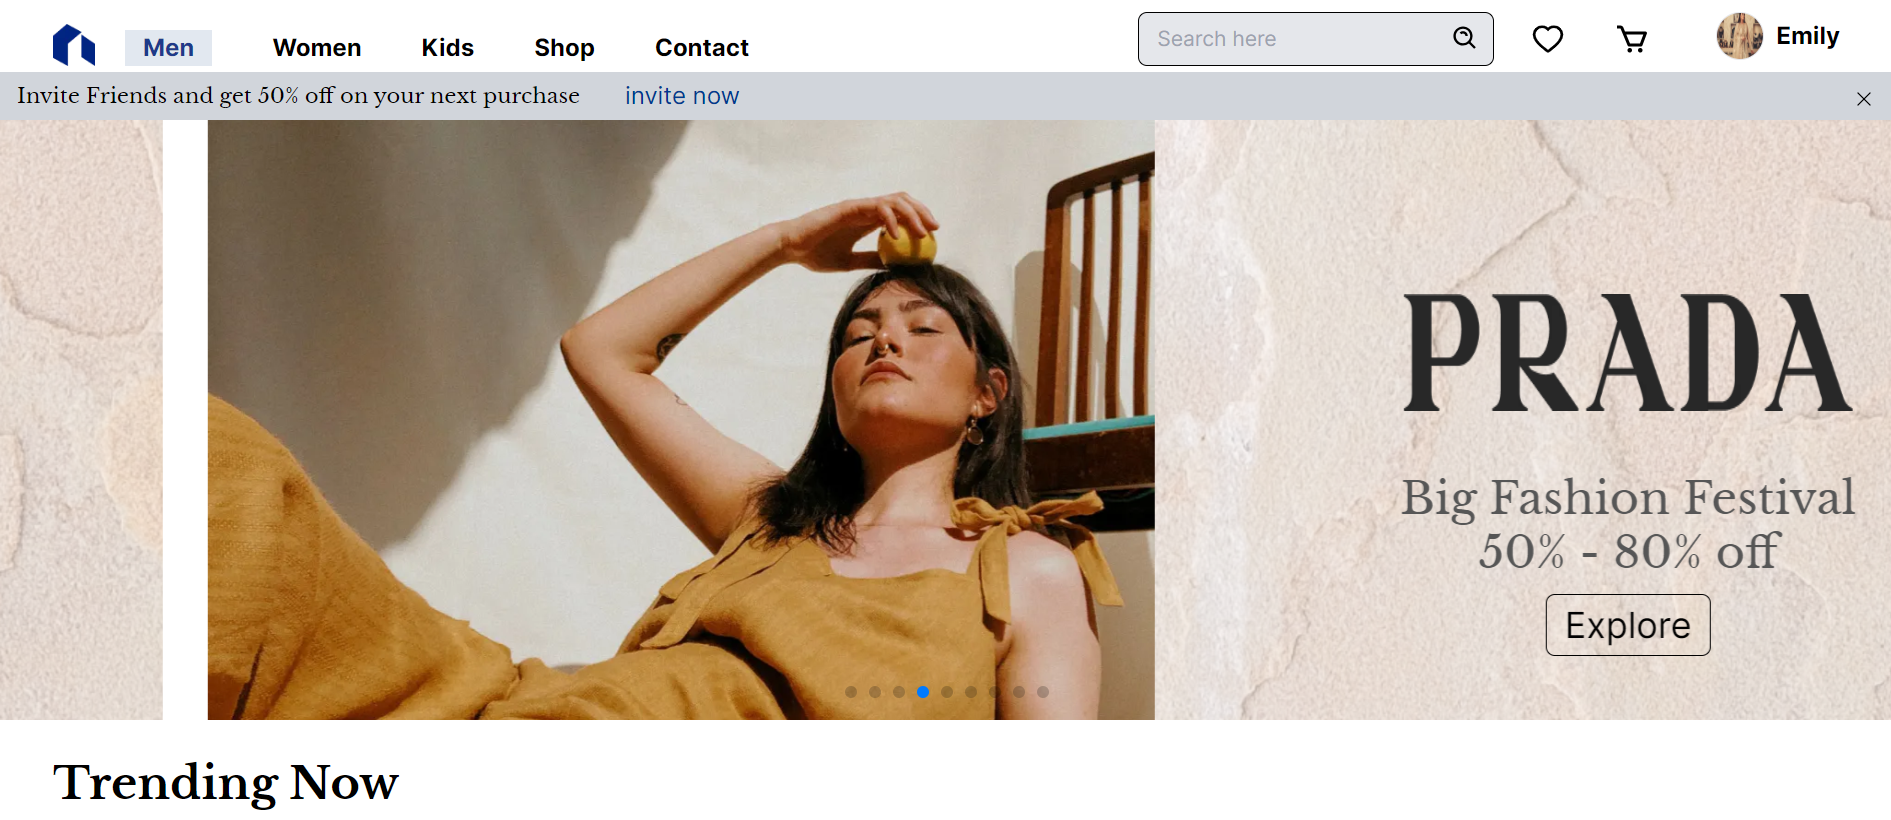 Men Women Kids Shop Contact Search here Emily
Invite Friends and get 50% off on your next purchase invite now
PRADA
Big Fashion Festival
50% - 80% off
Explore
Trending Now